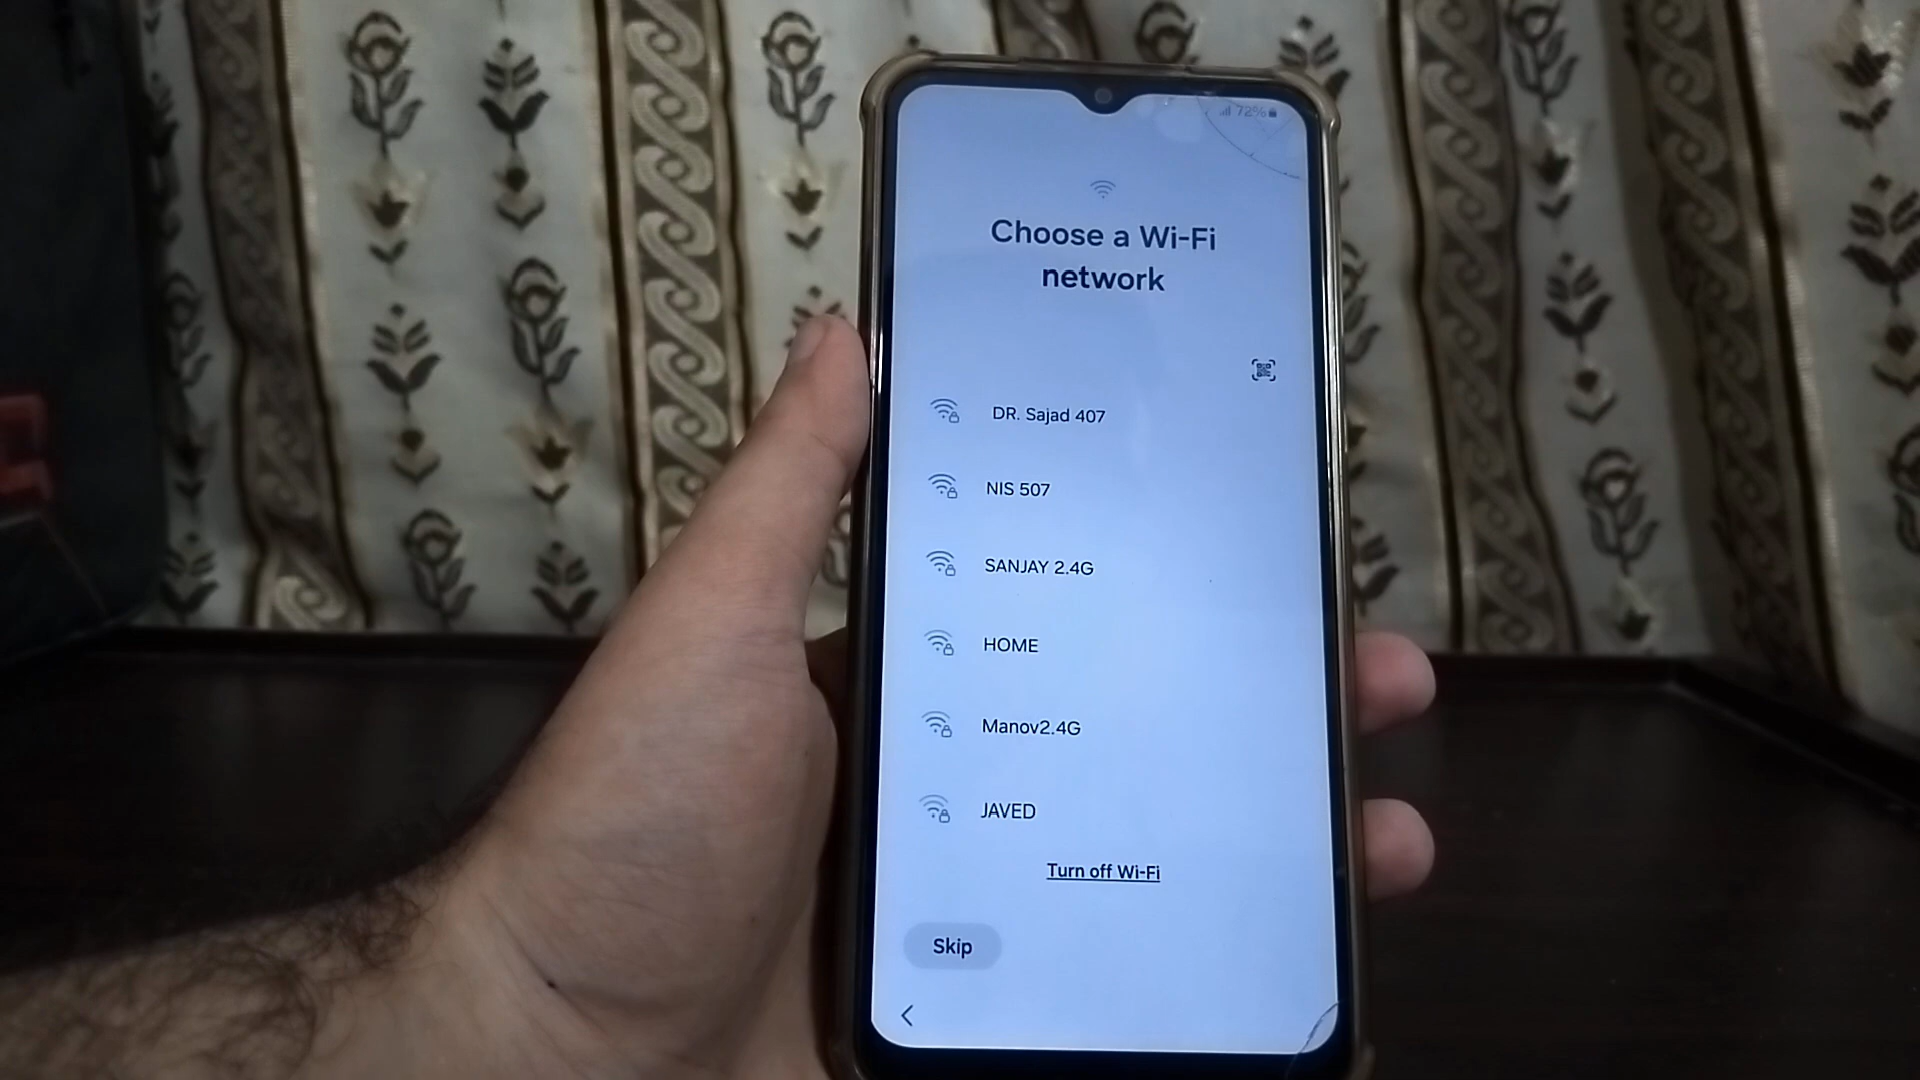 72%
Choose a Wi-Fi
network
DR. Sajad 407
NIS 507
SANJAY 2.4G
HOME
Manov2.4G
JAVED
Turn off Wi-Fi
Skip